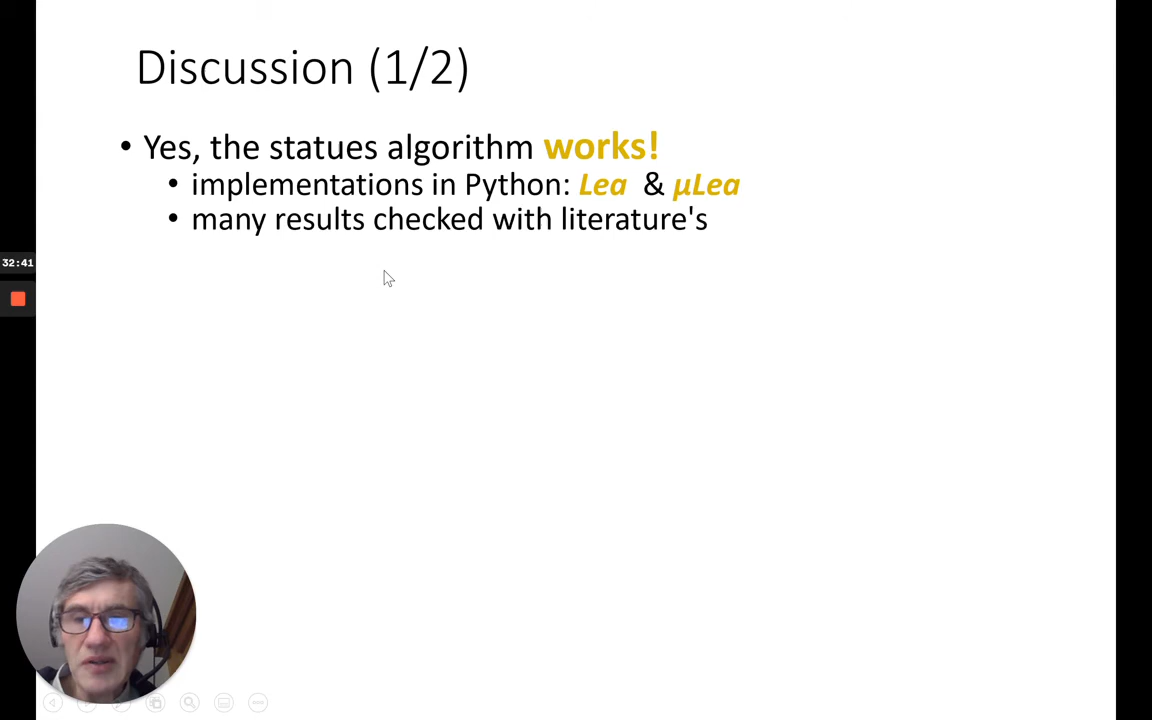 Discussion (1/2)
• Yes, the statues algorithm works!
• implementations in Python: Lea & µLea
• many results checked with literature's
32:41